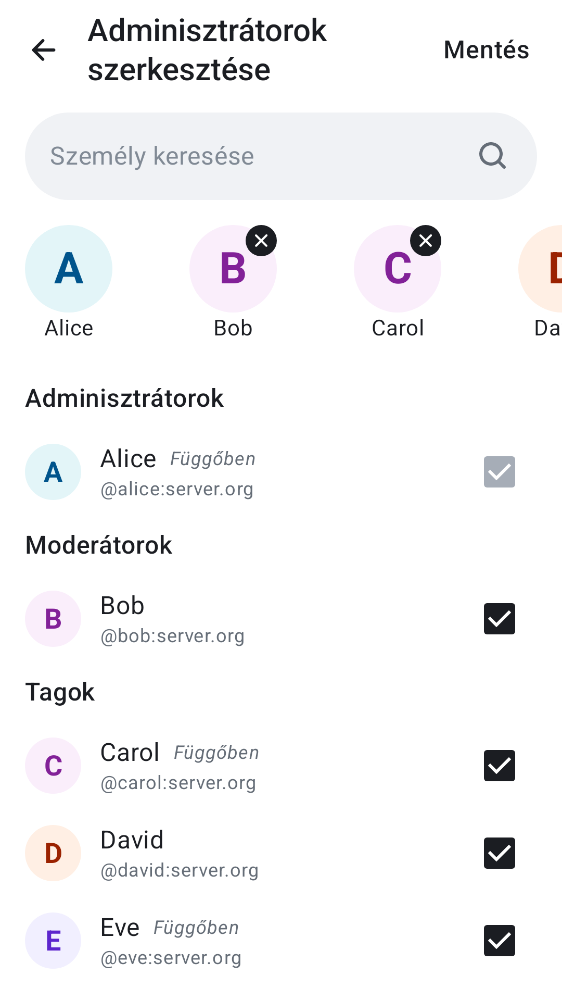 Adminisztrátorok
szerkesztése
Mentés
Személy keresése
A
B
C
D
Alice
Bob
Carol
Da
Adminisztrátorok
A
Alice Függőben
@alice:server.org
Moderátorok
B
Bob
@bob:server.org
Tagok
C
Carol Függőben
@carol:server.org
D
David
@david:server.org
E
Eve Függőben
@eve:server.org